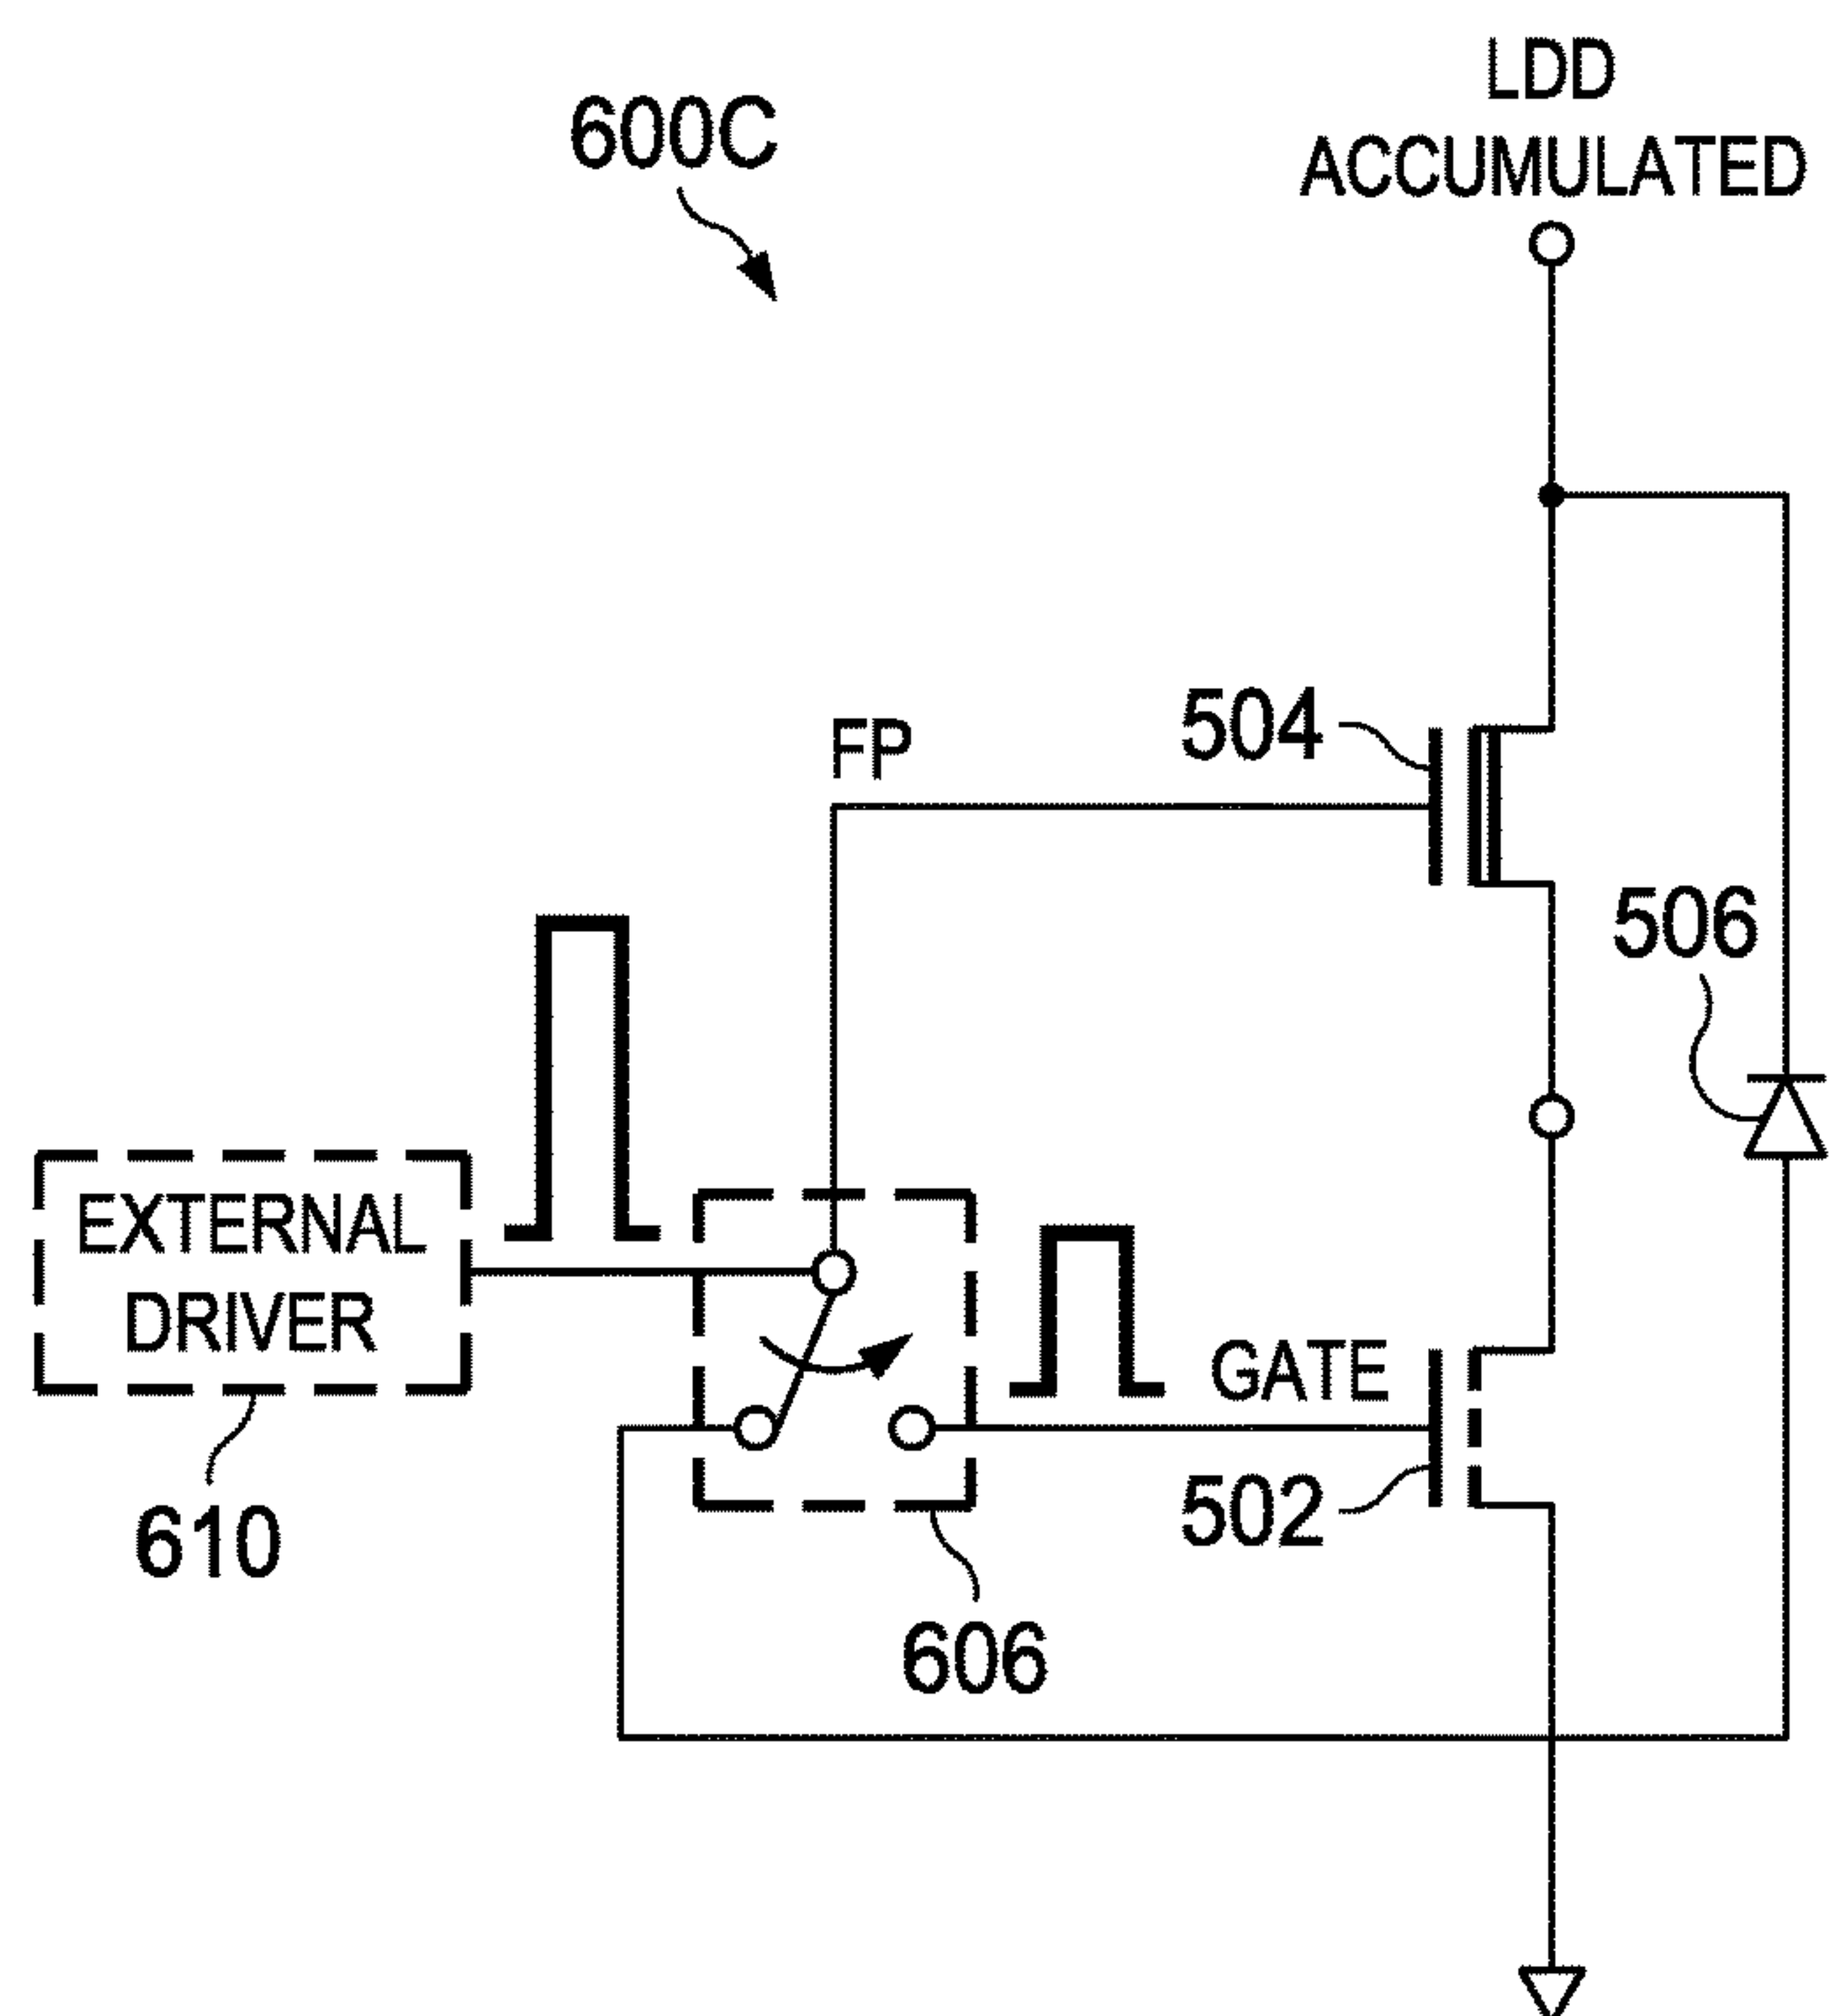 600C
LDD
ACCUMULATED
504
FP
506
EXTERNAL
DRIVER
GATE
502
610
606